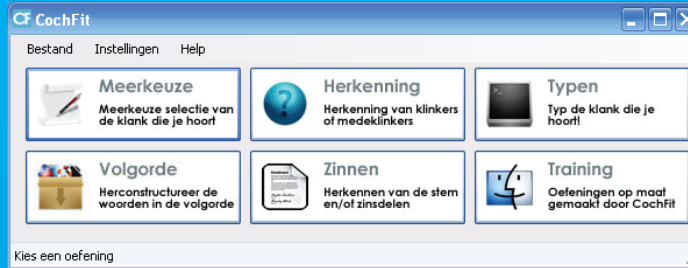 CF CochFit
Bestand Instellingen Help
Meerkeuze
Meerkeuze selectie van
de klank die je hoort
Herkenning
Herkenning van klinkers
of medeklinkers
Typen
Typ de klank die je
hoort!
Volgorde
Herconstructureer de
woorden in de volgorde
Zinnen
Herkennen van de stem
en/of zinsdelen
Training
Oefeningen op maat
gemaakt door CochFit
Kies een oefening